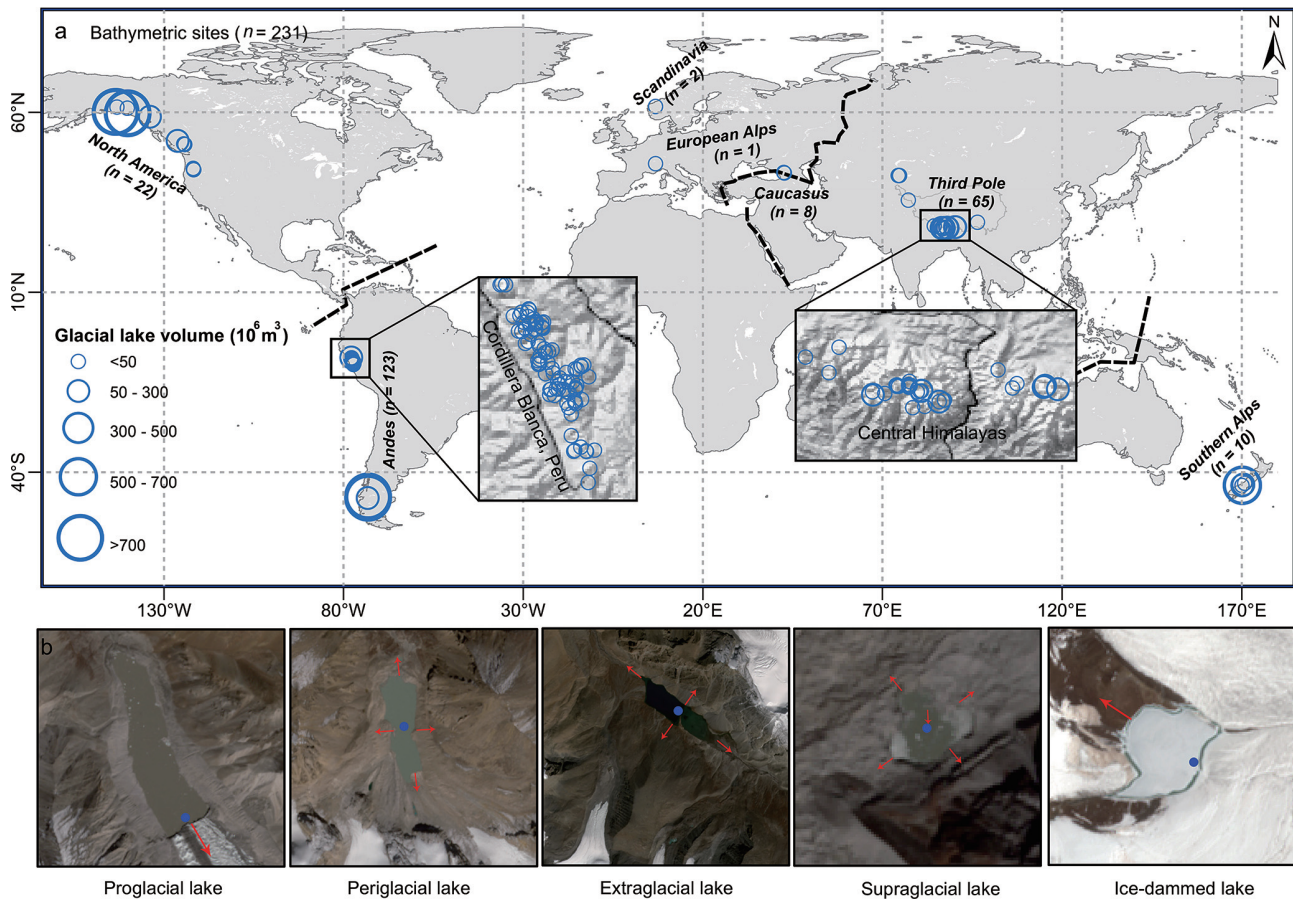 a Bathymetric sites (n = 231)
N
60°N
10°N
40°S
North America
(n = 22)
Scandinavia
(n = 2)
European Alps
(n = 1)
Caucasus
(n = 8)
Third Pole
(n = 65)
Andes (n = 123)
Southern Alps
(n = 10)
Cordillera Blanca, Peru
Central Himalayas
Glacial lake volume (10⁶ m³)
<50
50 - 300
300 - 500
500 - 700
>700
130°W
80°W
30°W
20°E
70°E
120°E
170°E
b
Proglacial lake
Periglacial lake
Extraglacial lake
Supraglacial lake
Ice-dammed lake